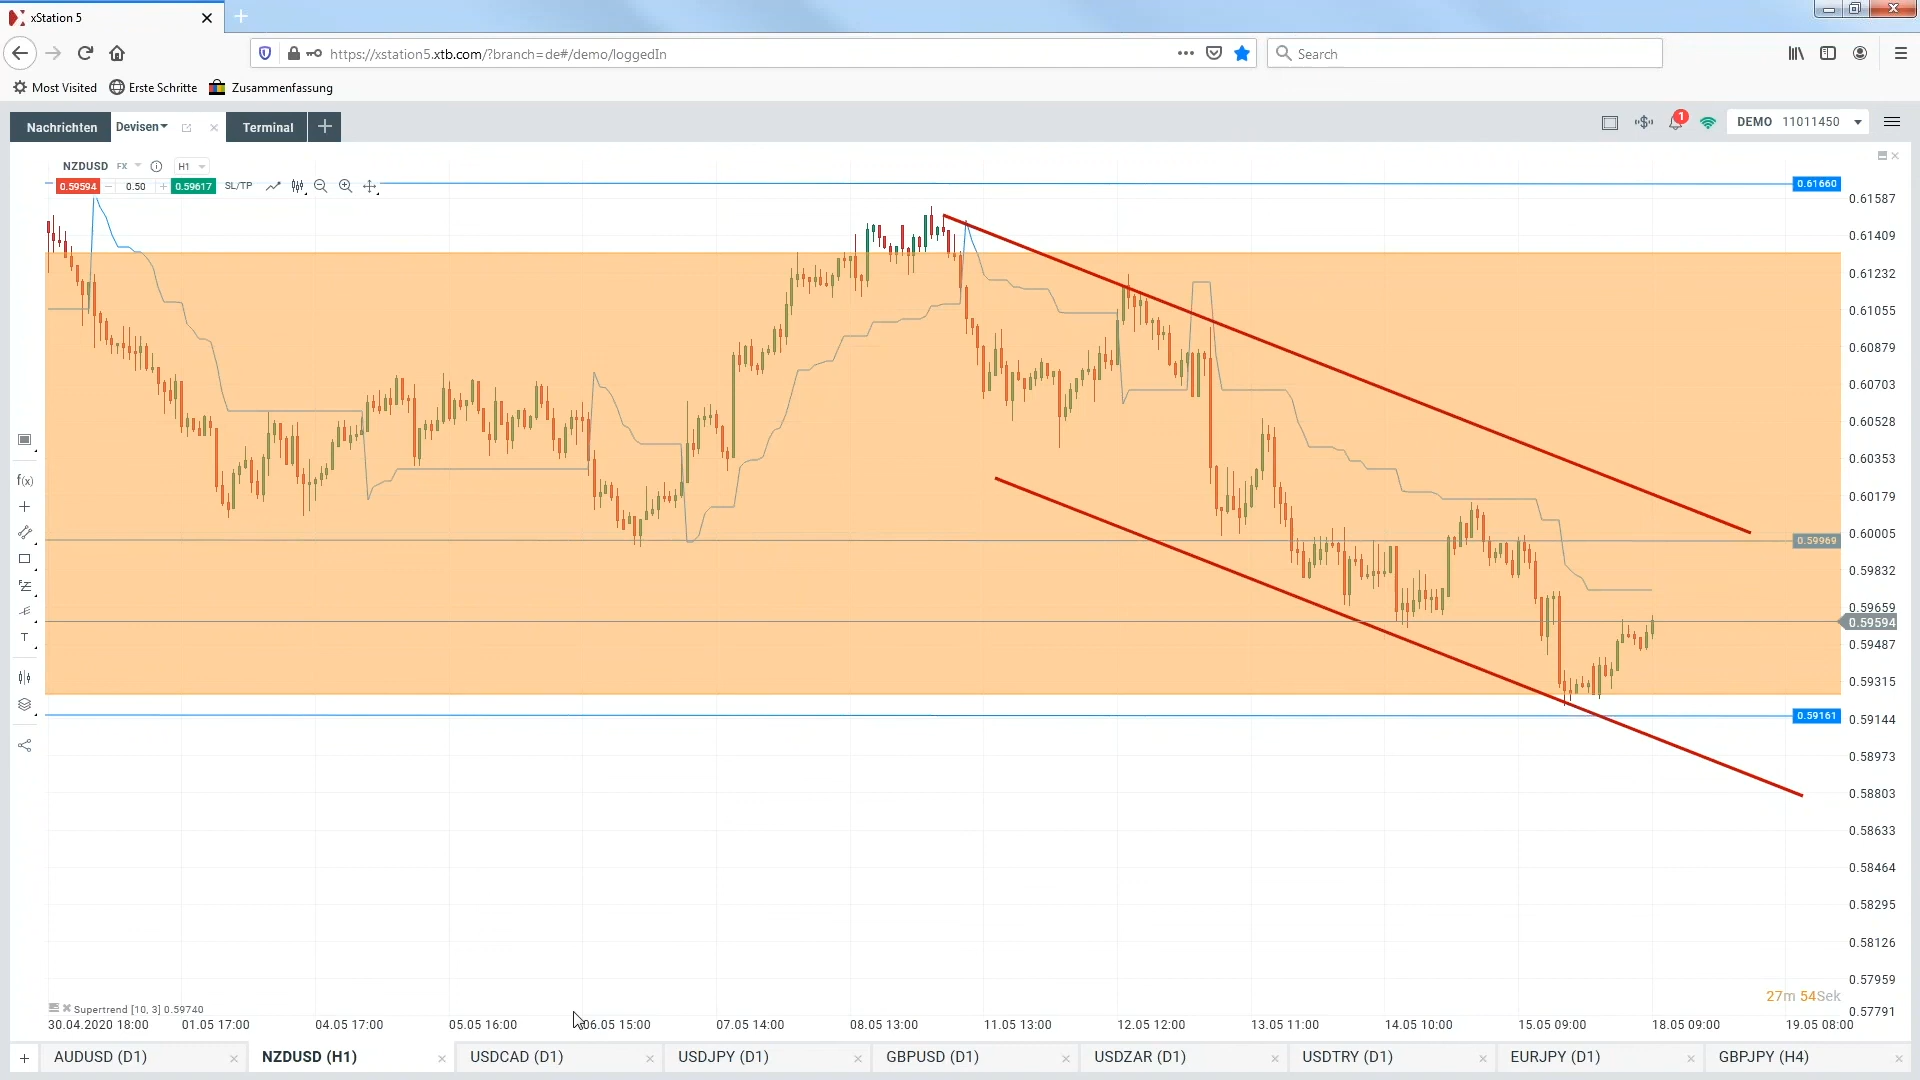 xStation 5
https://xstation5.xtb.com/?branch=de#/demo/loggedIn
Search
Most Visited
Erste Schritte
Zusammenfassung
Nachrichten
Devisen
Terminal
1
DEMO 11011450
NZDUSD FX H1
0.59594
0.50
0.59617
SL/TP
0.61660
0.61587
0.61409
0.61232
0.61055
0.60879
0.60703
0.60528
0.60353
0.60179
0.60005
0.59969
0.59832
0.59659
0.59594
0.59487
0.59315
0.59161
0.59144
0.58973
0.58803
0.58633
0.58464
0.58295
0.58126
0.57959
0.57791
f(x)
T
27m 54Sek
Supertrend [10, 3] 0.59740
30.04.2020 18:00
01.05 17:00
04.05 17:00
05.05 16:00
06.05 15:00
07.05 14:00
08.05 13:00
11.05 13:00
12.05 12:00
13.05 11:00
14.05 10:00
15.05 09:00
18.05 09:00
19.05 08:00
AUDUSD (D1)
NZDUSD (H1)
USDCAD (D1)
USDJPY (D1)
GBPUSD (D1)
USDZAR (D1)
USDTRY (D1)
EURJPY (D1)
GBPJPY (H4)